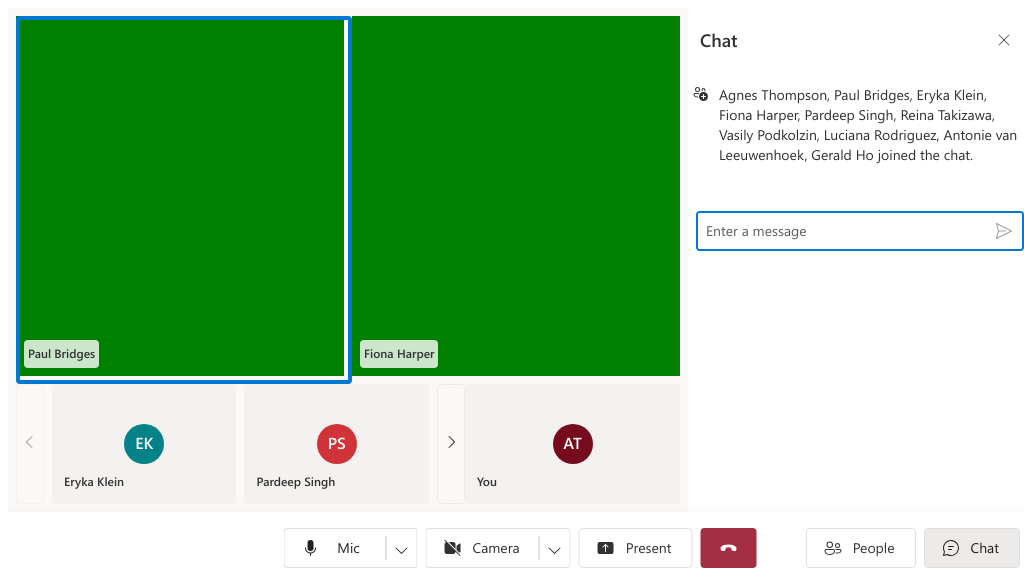 Paul Bridges
Fiona Harper
EK
Eryka Klein
PS
Pardeep Singh
AT
You
Chat
Agnes Thompson, Paul Bridges, Eryka Klein,
Fiona Harper, Pardeep Singh, Reina Takizawa,
Vasily Podkolzin, Luciana Rodriguez, Antonie van
Leeuwenhoek, Gerald Ho joined the chat.
Enter a message
Mic
Camera
Present
People
Chat